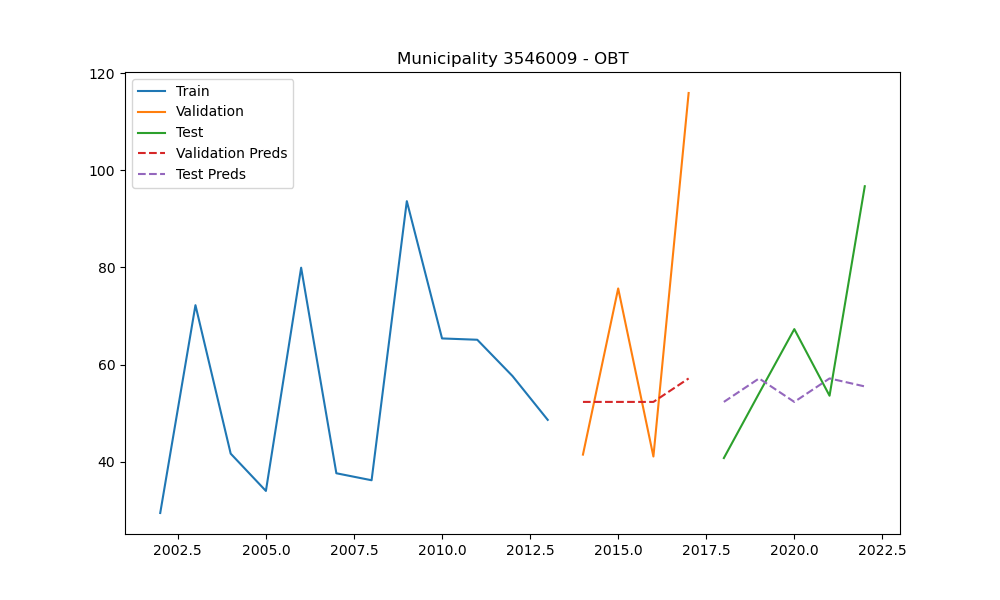 Municipality 3546009 - OBT
120
100
80
60
40
Train
Validation
Test
Validation Preds
Test Preds
2002.5 2005.0 2007.5 2010.0 2012.5 2015.0 2017.5 2020.0 2022.5